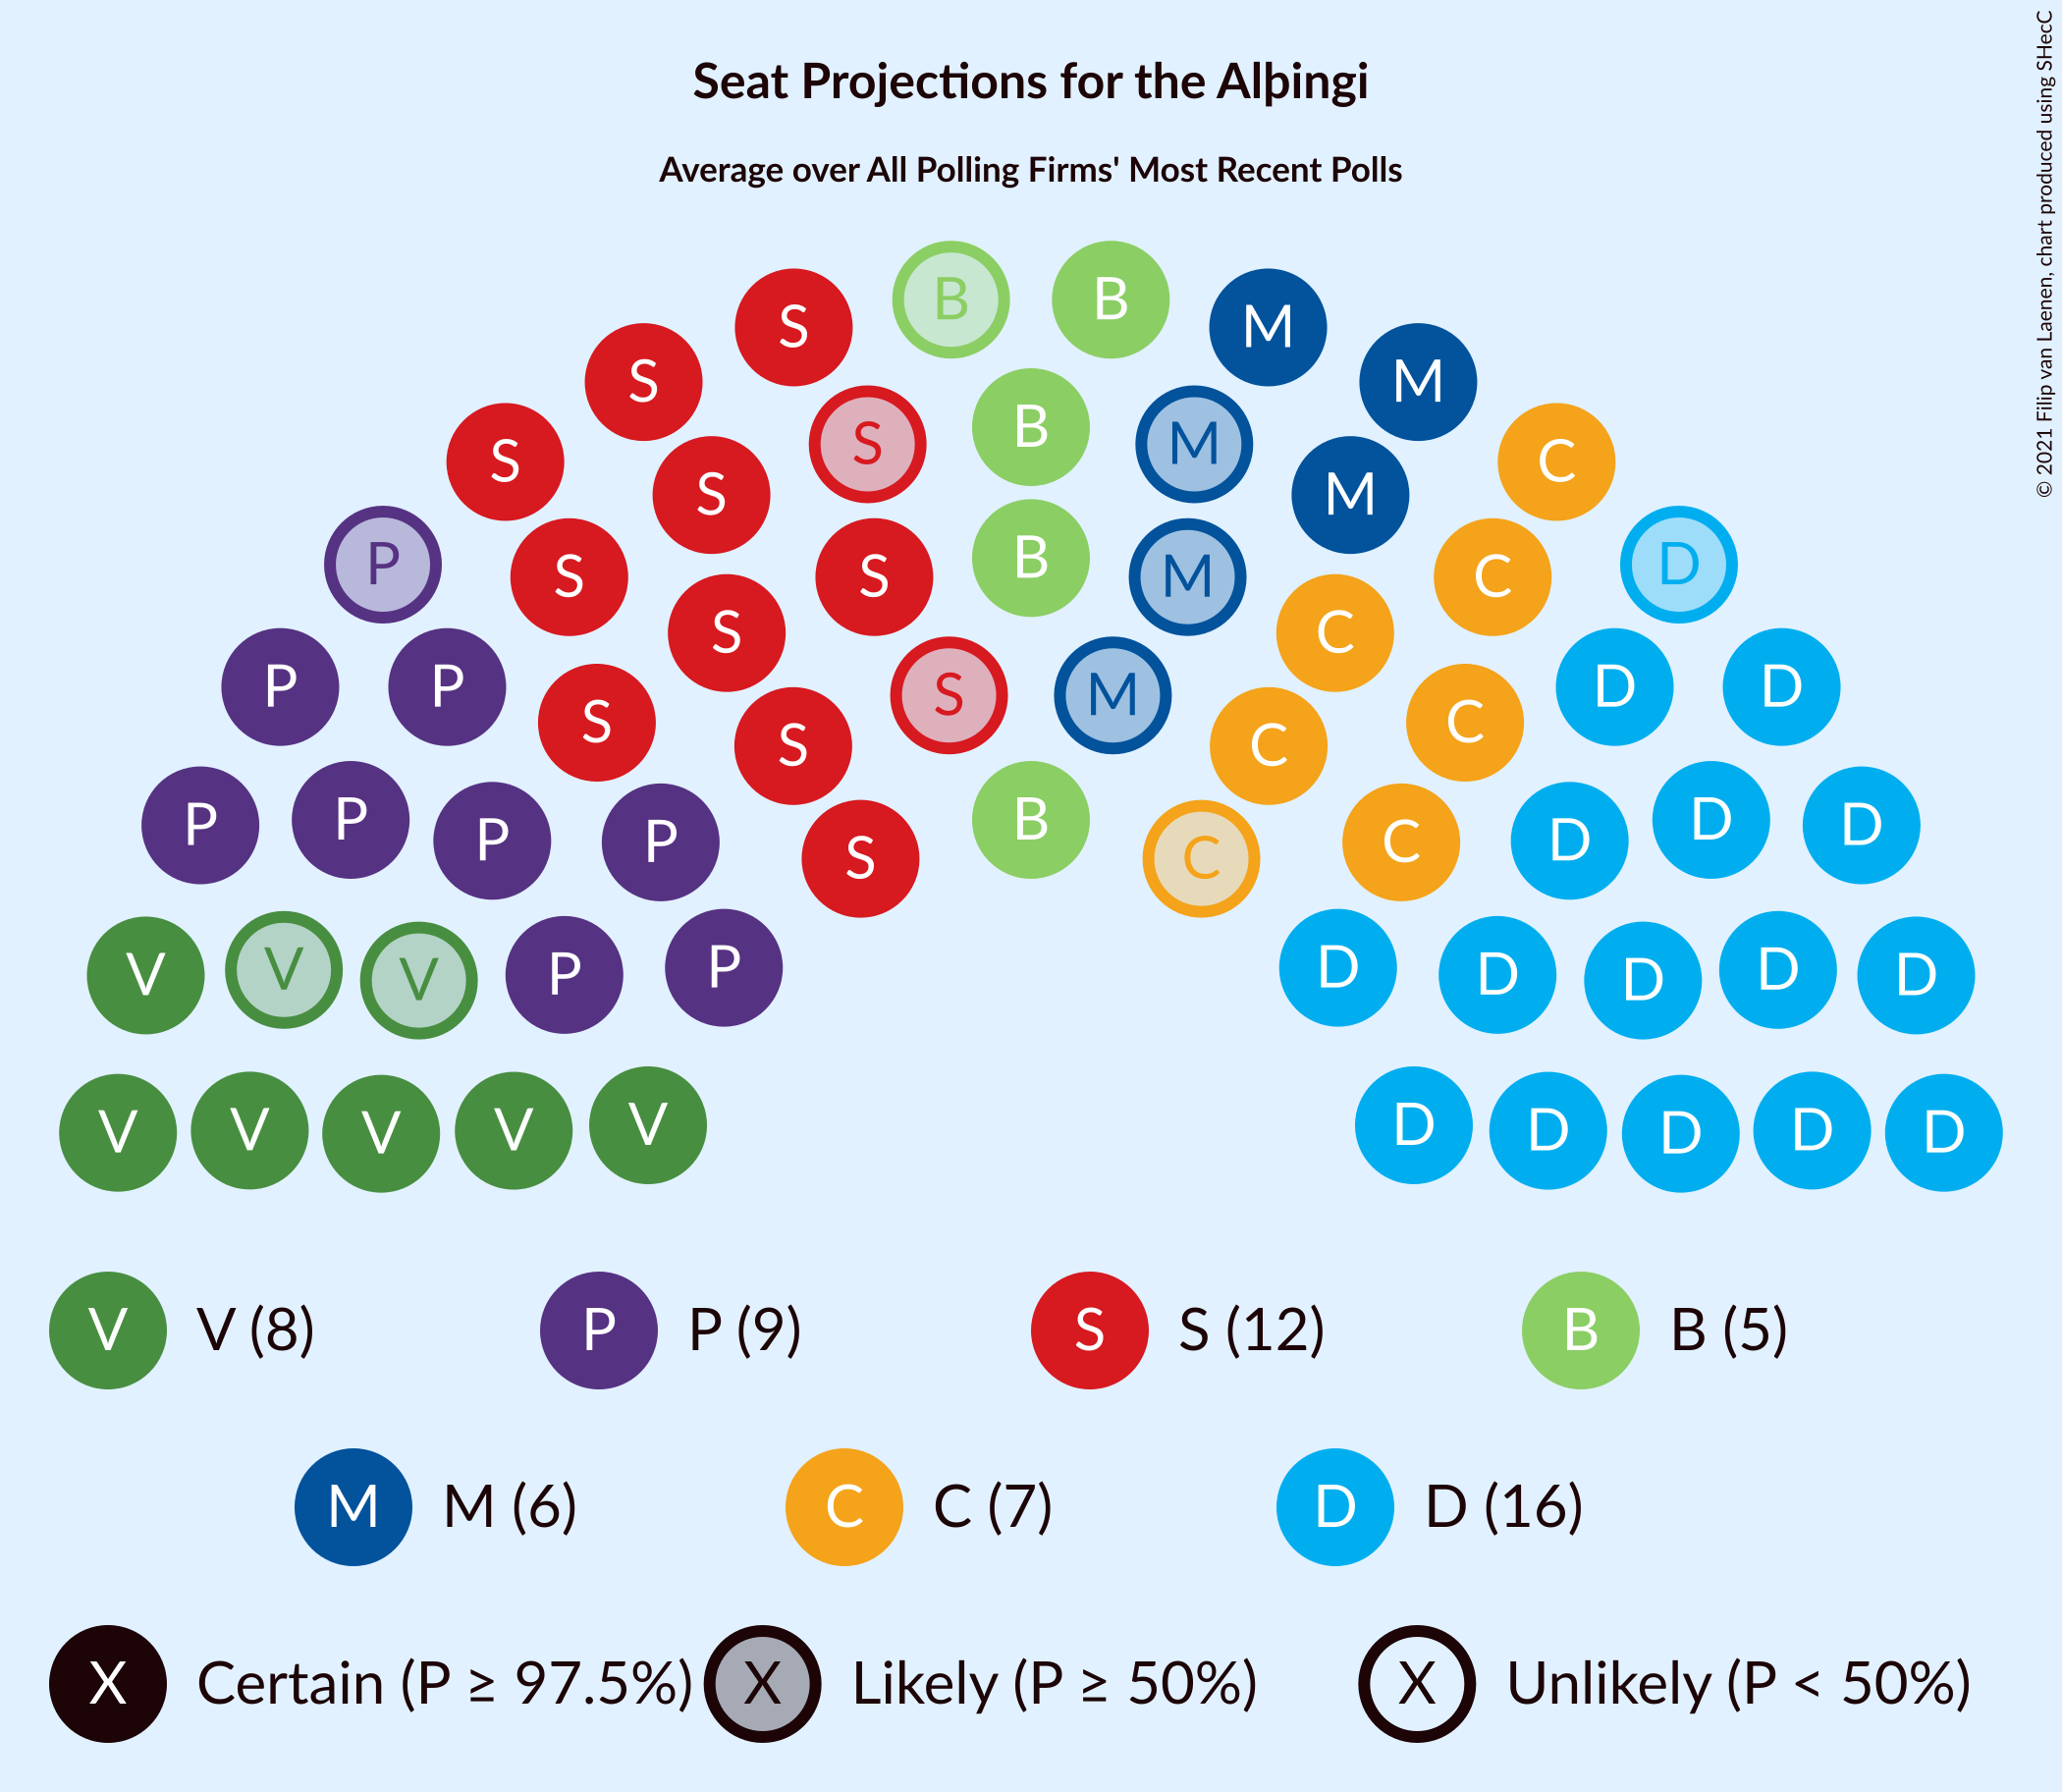 Seat Projections for the Alþingi
Average over All Polling Firms' Most Recent Polls
© 2021 Filip van Laenen, chart produced using SHecC
B B
S M
S M
S B M
S C
S M
P D
S S M C
B
S C
P P S M D D
S C
S C
P P B D D
P P C D
S C
V V V P P D D D D D
V V V V V D D D D D
V V (8) P P (9) S S (12) B B (5)
M M (6) C C (7) D D (16)
X Certain (P ≥ 97.5%) X Likely (P ≥ 50%) X Unlikely (P < 50%)